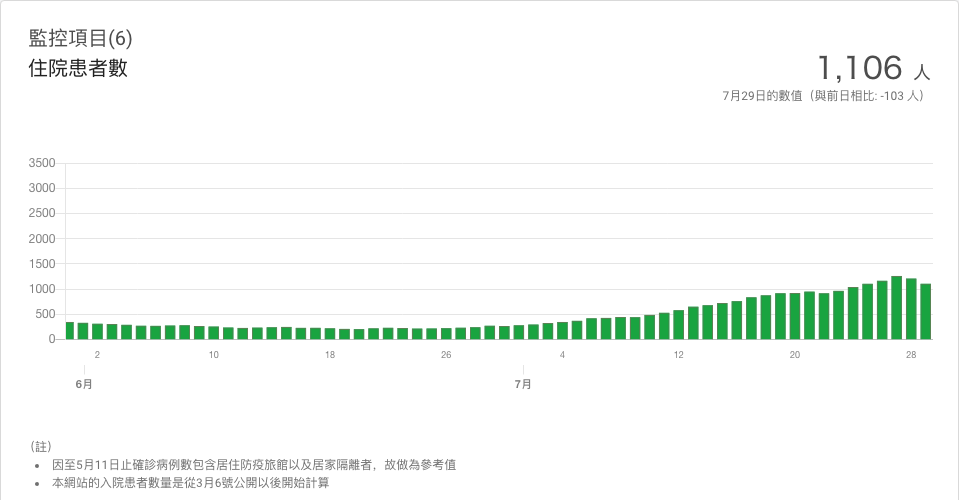 監控項目(6)
住院患者數
1,106 人
7月29日的數值（與前日相比: -103 人）
3500
3000
2500
2000
1500
1000
500
0
2 10 18 26 4 12 20 28
6月 7月
（註）
• 因至5月11日止確診病例數包含居住防疫旅館以及居家隔離者，故做為參考值
• 本網站的入院患者數量是從3月6號公開以後開始計算